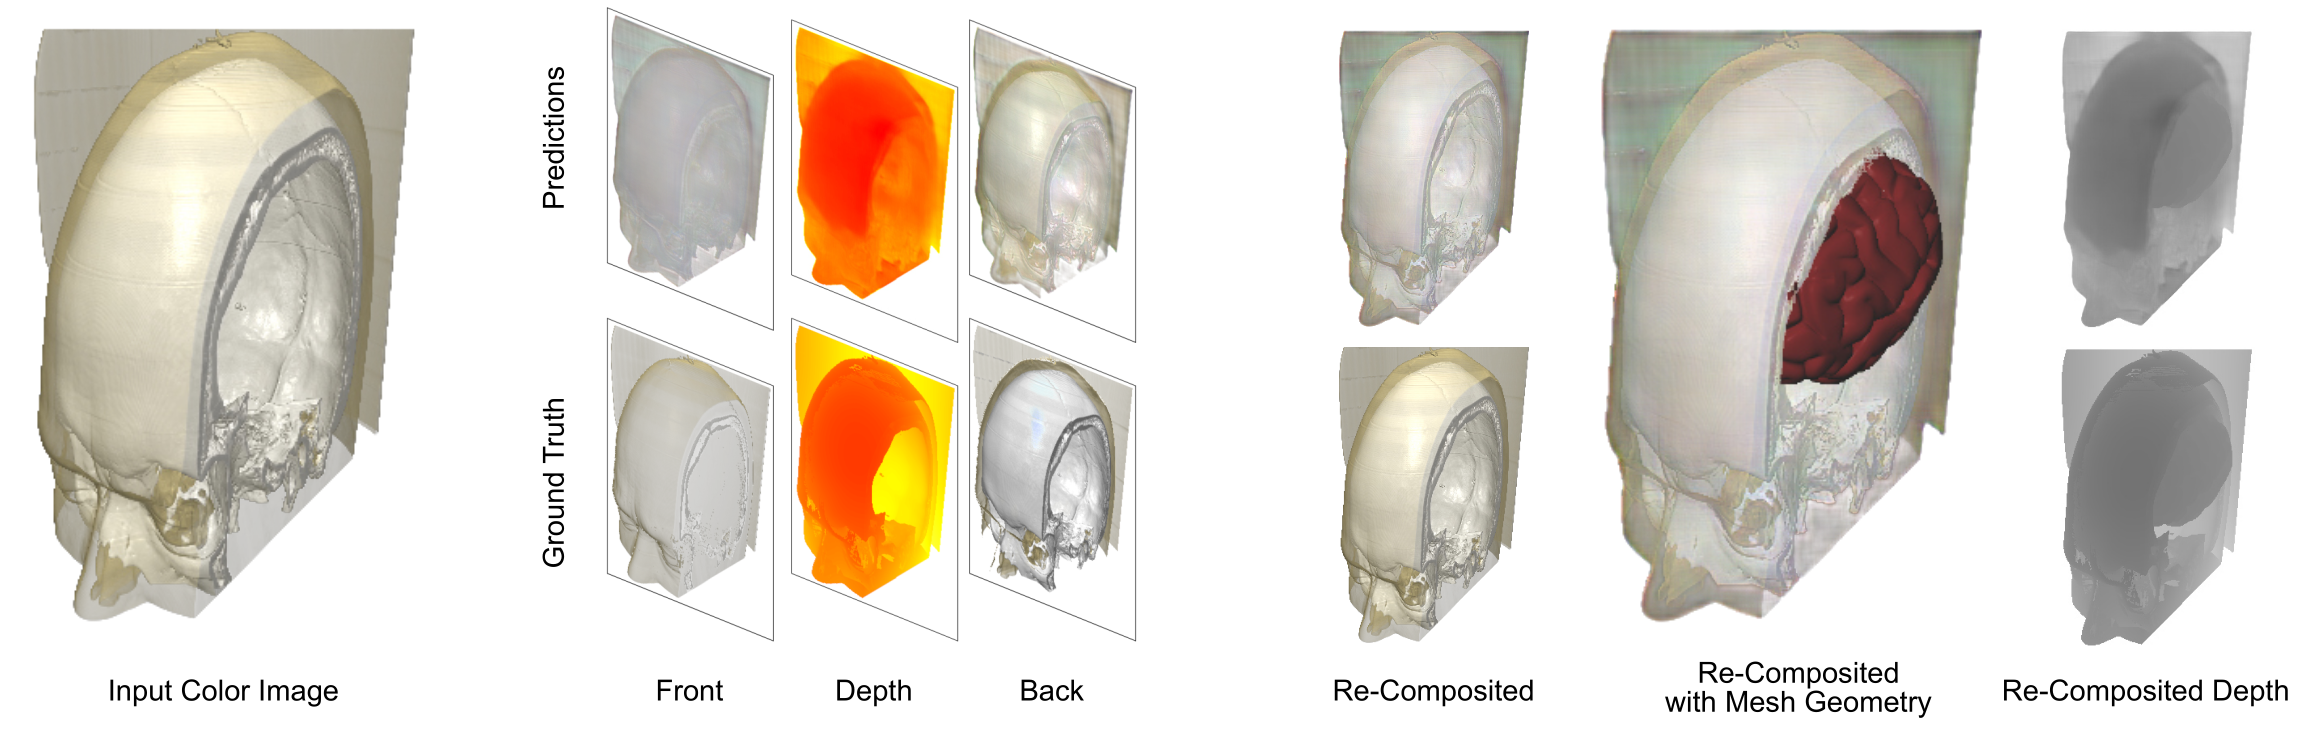 Predictions
Ground Truth
Input Color Image
Front
Depth
Back
Re-Composited
Re-Composited
with Mesh Geometry
Re-Composited Depth